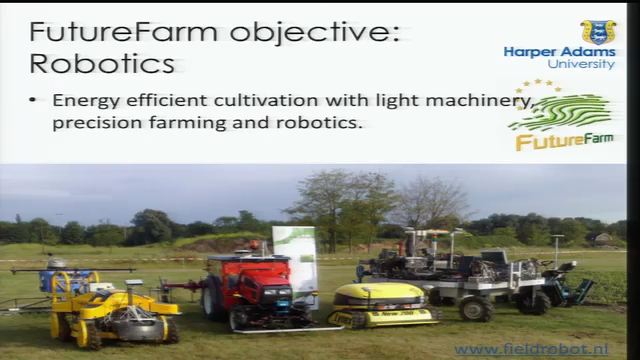 FutureFarm objective:
Robotics
Harper Adams
University
• Energy efficient cultivation with light machinery,
precision farming and robotics.
FutureFarm
www.fieldrobot.nl